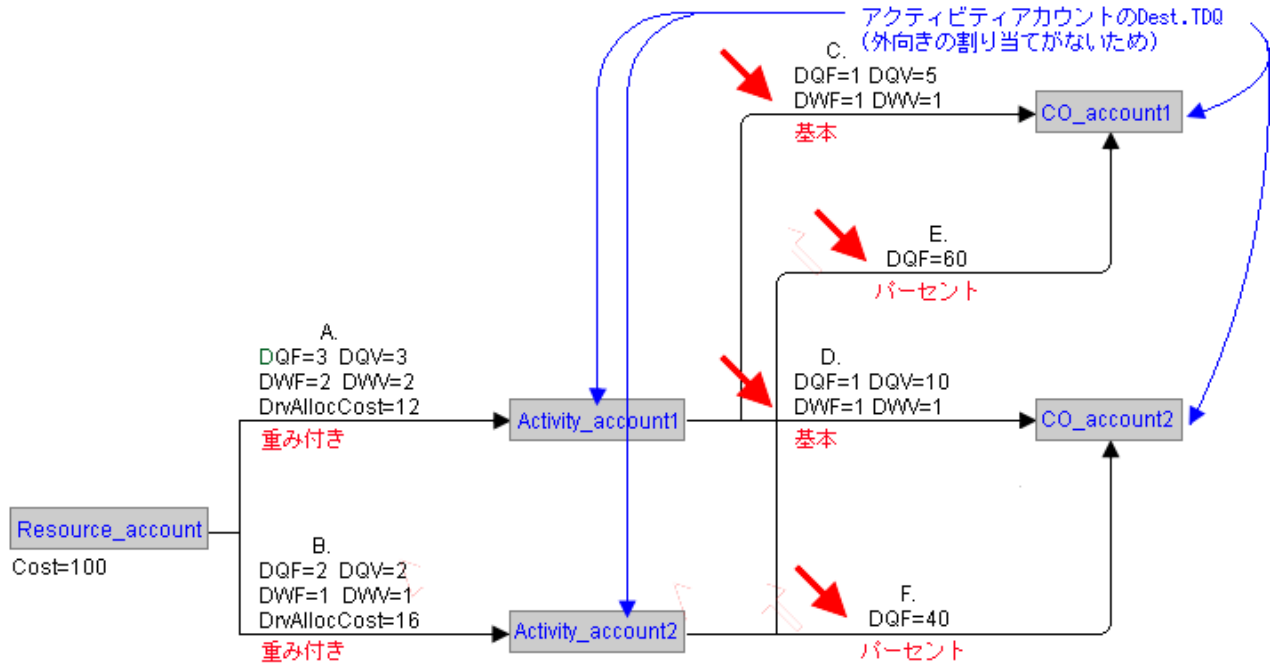 アクティビティアカウントのDest.TDQ
(外向きの割り当てがないため)
C.
DQF=1 DQV=5
DWF=1 DWV=1
基本
CO_account1
E.
DQF=60
パーセント
A.
DQF=3 DQV=3
DWF=2 DWV=2
DrvAllocCost=12
重み付き
Activity_account1
D.
DQF=1 DQV=10
DWF=1 DWV=1
基本
CO_account2
Resource_account
Cost=100
B.
DQF=2 DQV=2
DWF=1 DWV=1
DrvAllocCost=16
重み付き
Activity_account2
F.
DQF=40
パーセント